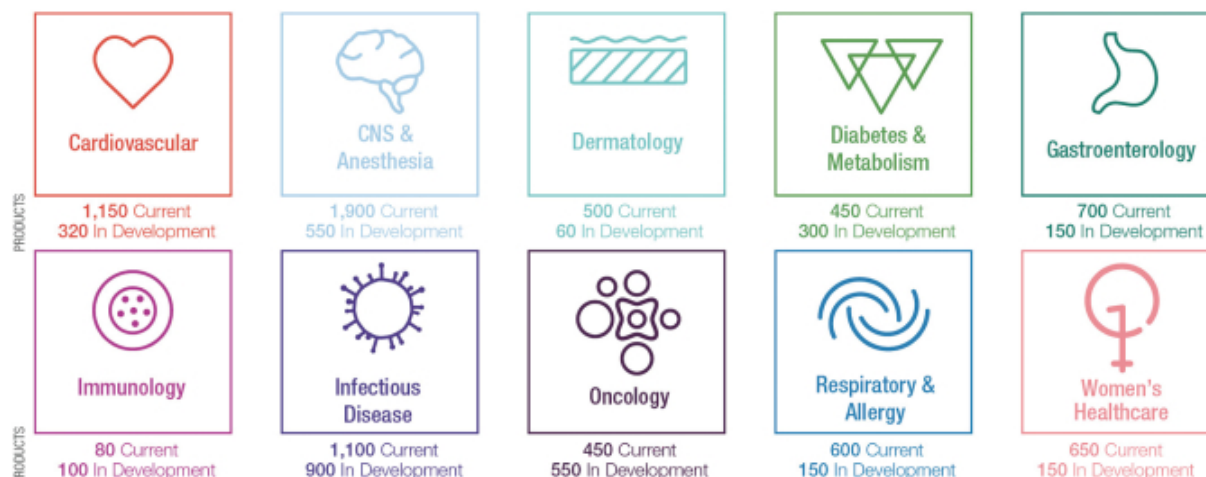 Cardiovascular
CNS &
Anesthesia
Dermatology
Diabetes &
Metabolism
Gastroenterology
PRODUCTS
1,150 Current
320 In Development
1,900 Current
550 In Development
500 Current
60 In Development
450 Current
300 In Development
700 Current
150 In Development
Immunology
Infectious
Disease
Oncology
Respiratory &
Allergy
Women's
Healthcare
RODUCTS
80 Current
100 In Development
1,100 Current
900 In Development
450 Current
550 In Development
600 Current
150 In Development
650 Current
150 In Development